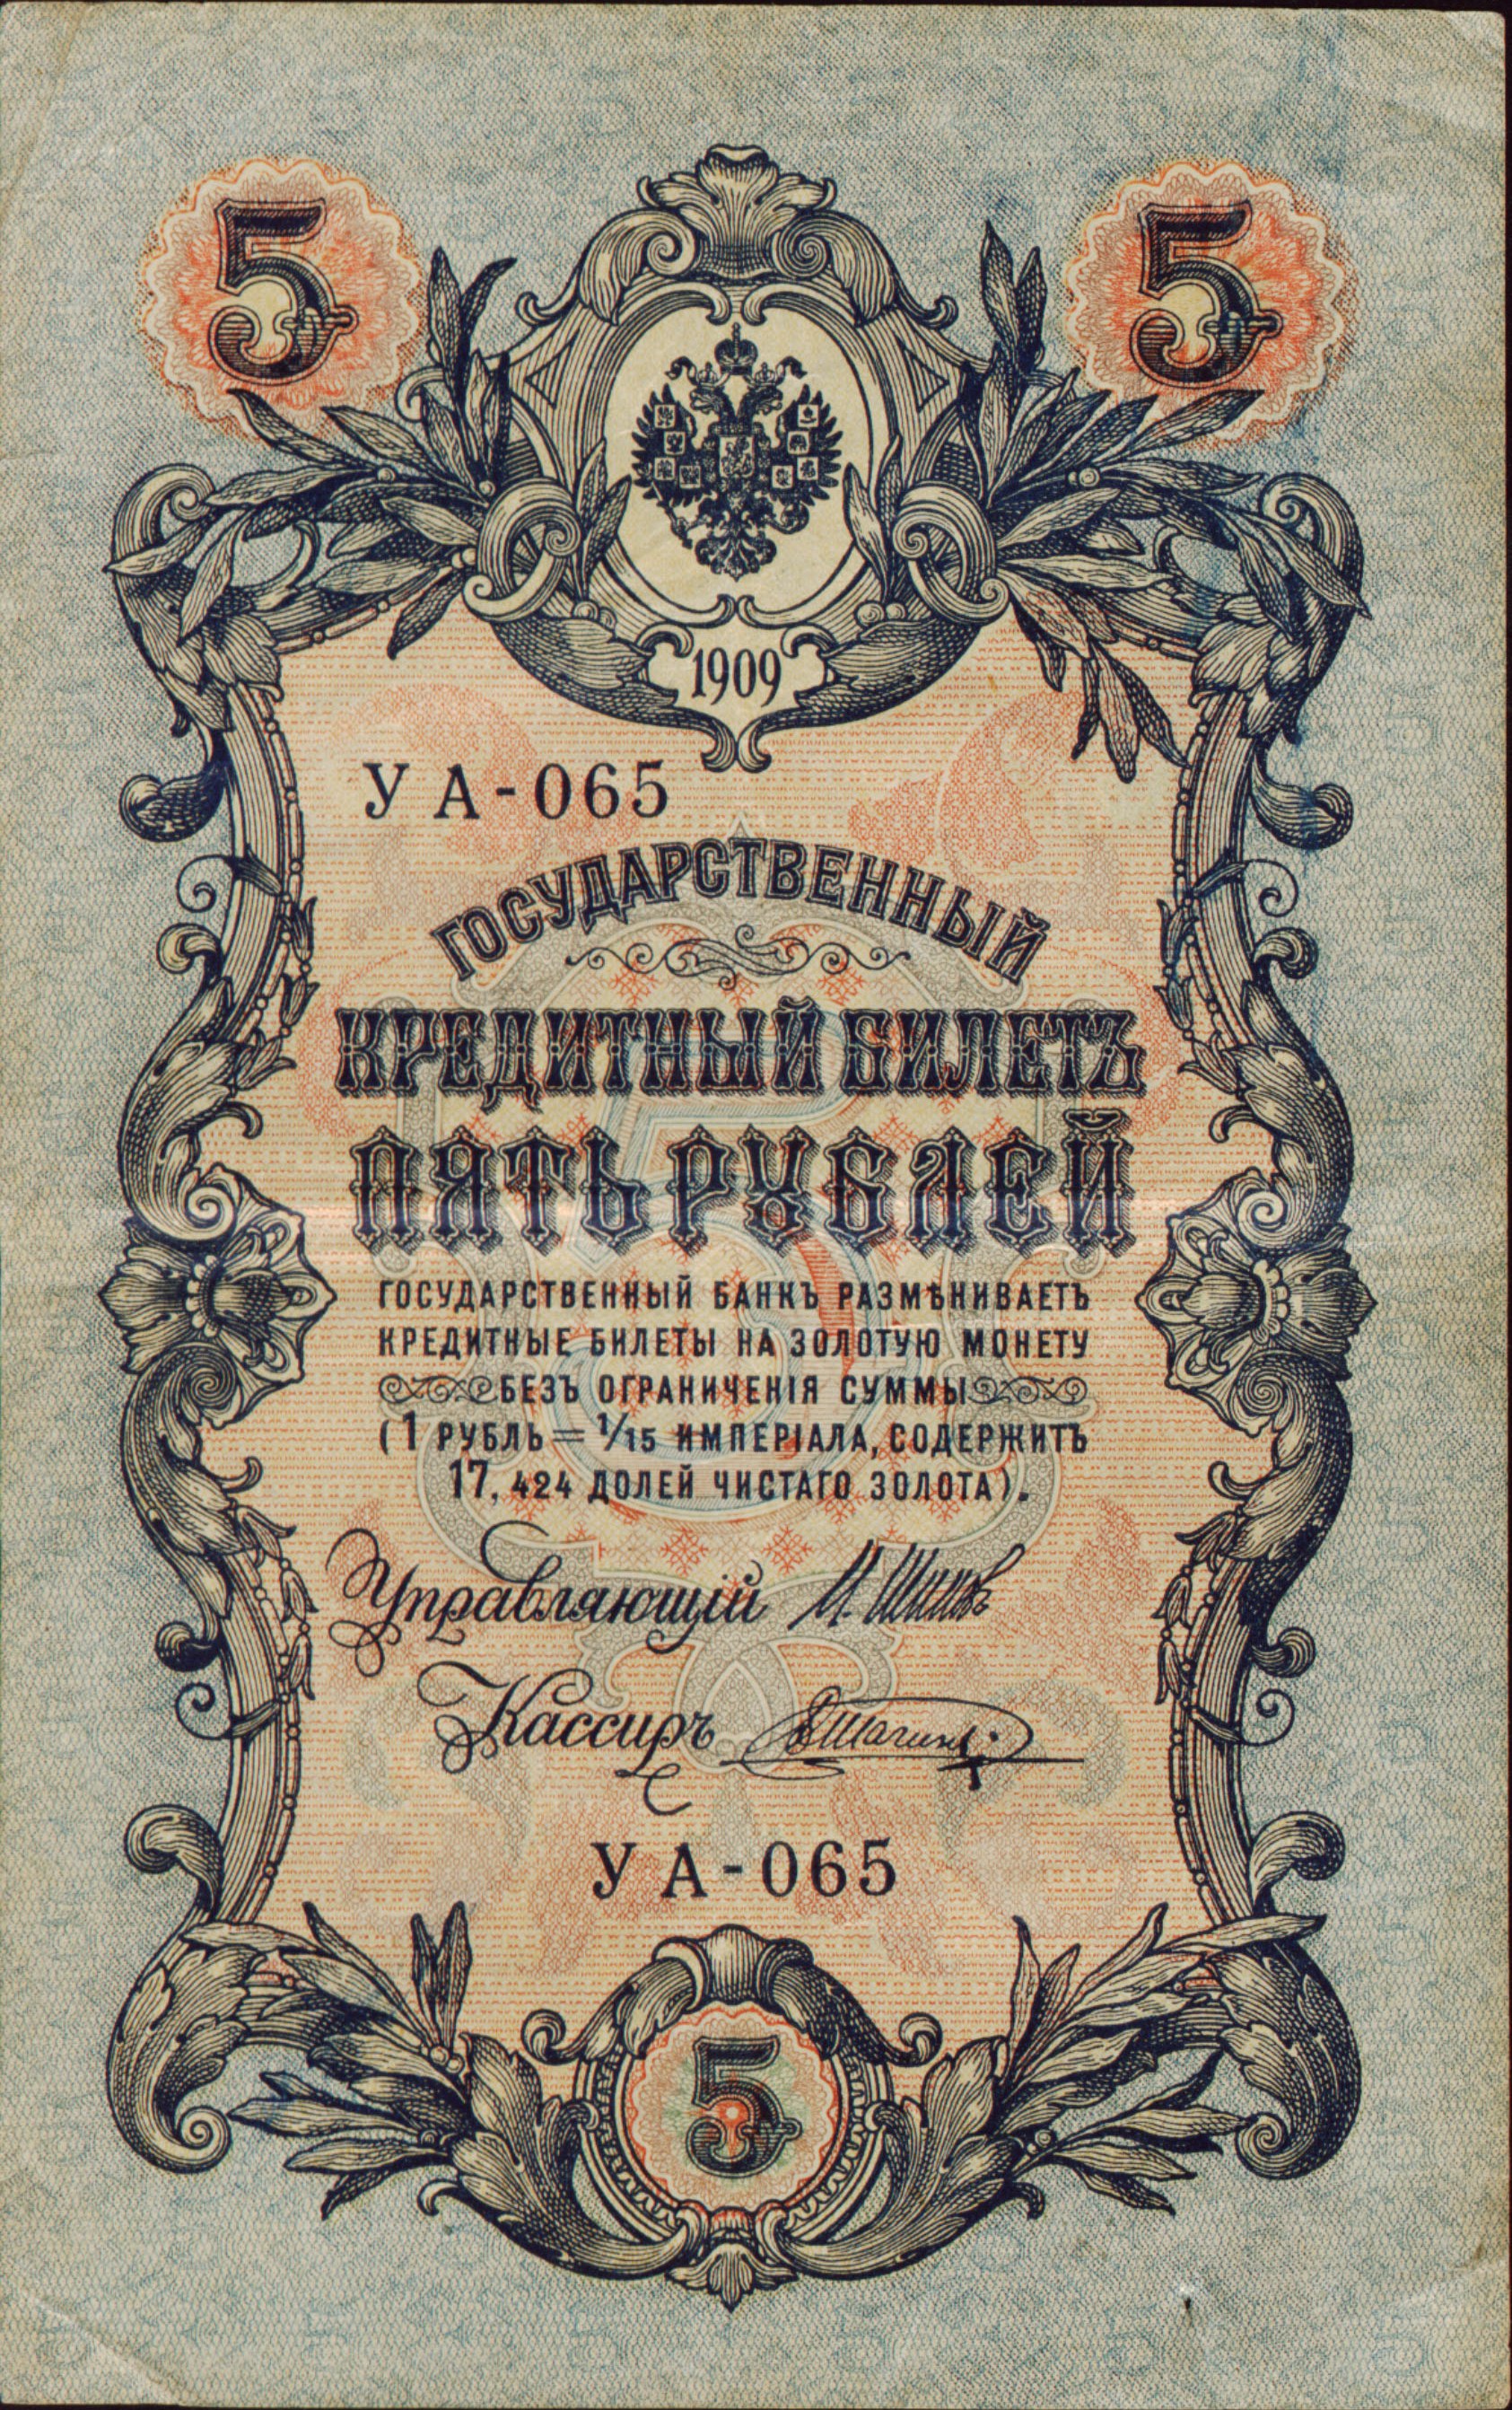 5 5
1909
УА-065
ГОСУДАРСТВЕННЫЙ
КРЕДИТНЫЙ БИЛЕТЪ
ПЯТЬ РУБЛЕЙ
ГОСУДАРСТВЕННЫЙ БАНКЪ РАЗМѢНИВАЕТЪ
КРЕДИТНЫЕ БИЛЕТЫ НА ЗОЛОТУЮ МОНЕТУ
БЕЗЪ ОГРАНИЧЕНІЯ СУММЫ
(1 РУБЛЬ = 1/15 ИМПЕРІАЛА, СОДЕРЖИТЪ
17,424 ДОЛЕЙ ЧИСТАГО ЗОЛОТА).
Управляющій И. Шиповъ
Кассиръ
УА-065
5